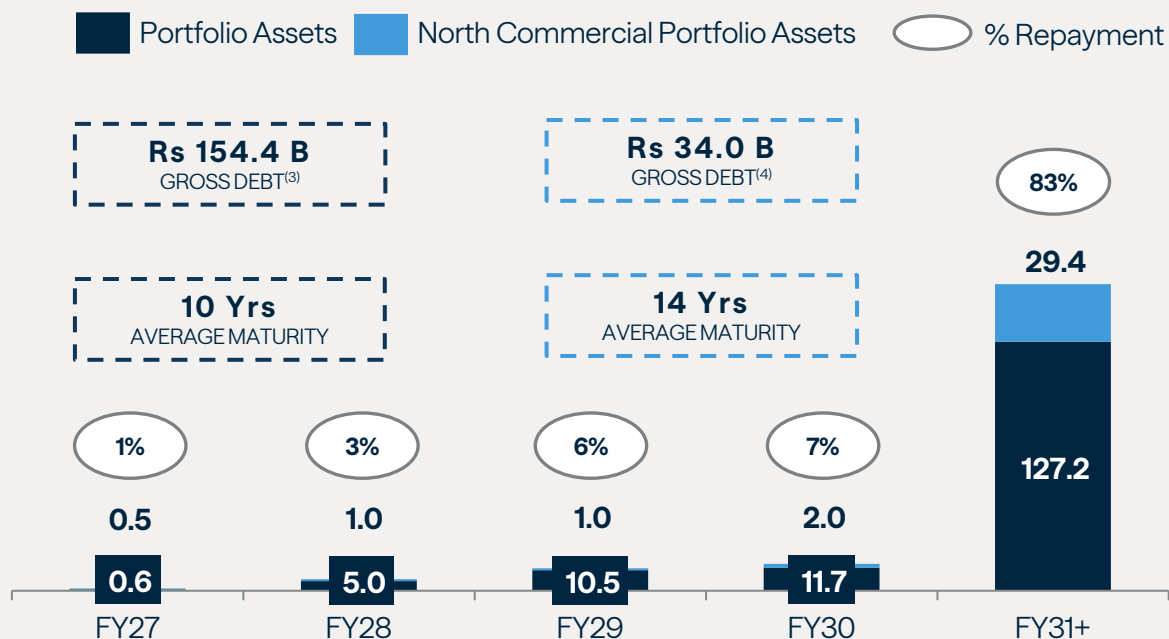 Portfolio Assets North Commercial Portfolio Assets % Repayment
Rs 154.4 B
GROSS DEBT(3)
Rs 34.0 B
GROSS DEBT(4)
83%
29.4
10 Yrs
AVERAGE MATURITY
14 Yrs
AVERAGE MATURITY
1% 3% 6% 7%
127.2
0.5 1.0 1.0 2.0
0.6 5.0 10.5 11.7
FY27 FY28 FY29 FY30 FY31+